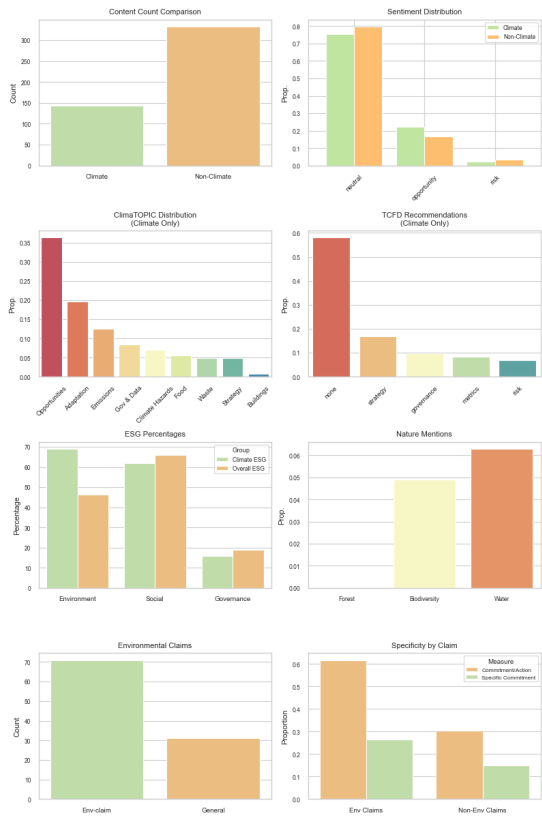 Content Count Comparison
Count
350
300
250
200
150
100
50
0
Climate Non-Climate
Sentiment Distribution
Climate
Non-Climate
Prop.
0.8
0.7
0.6
0.5
0.4
0.3
0.2
0.1
0.0
neutral opportunity risk
ClimaTOPIC Distribution
(Climate Only)
Prop.
0.35
0.30
0.25
0.20
0.15
0.10
0.05
0.00
Opportunities Adaptation Emissions Gov & Data Climate Hazards Food Waste Strategy Buildings
TCFD Recommendations
(Climate Only)
Prop.
0.6
0.5
0.4
0.3
0.2
0.1
0.0
none strategy governance metrics risk
ESG Percentages
Group
Climate ESG
Overall ESG
Percentage
70
60
50
40
30
20
10
0
Environment Social Governance
Nature Mentions
Prop.
0.06
0.05
0.04
0.03
0.02
0.01
0.00
Forest Biodiversity Water
Environmental Claims
Count
70
60
50
40
30
20
10
0
Env-claim General
Specificity by Claim
Measure
Commitment/Action
Specific Commitment
Proportion
0.6
0.5
0.4
0.3
0.2
0.1
0.0
Env Claims Non-Env Claims